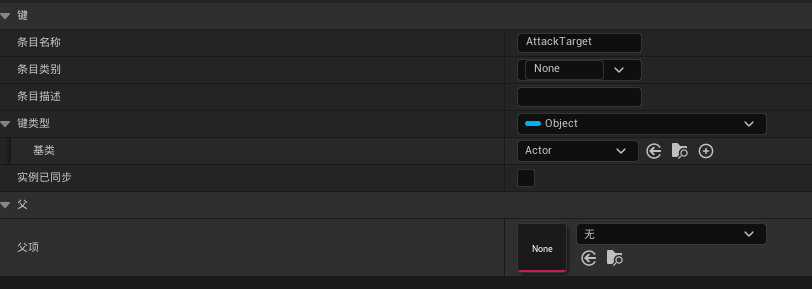 键
条目名称 AttackTarget
条目类别 None
条目描述
键类型 Object
基类 Actor
实例已同步
父
父项 None 无